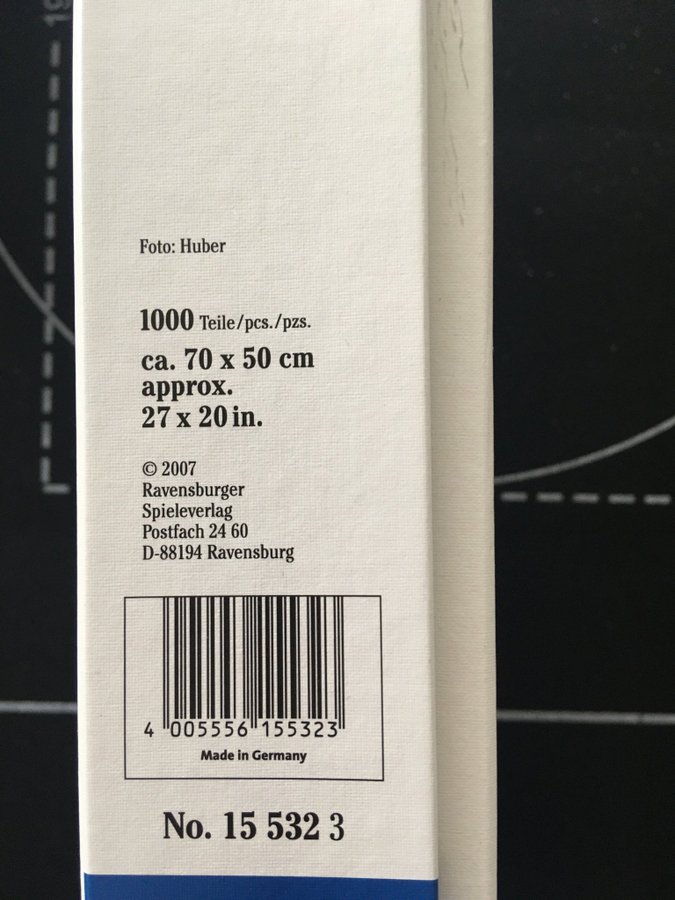 19
Foto: Huber
1000 Teile/pcs./pzs.
ca. 70 x 50 cm
approx.
27 x 20 in.
© 2007
Ravensburger
Spieleverlag
Postfach 24 60
D-88194 Ravensburg
4 005556 155323
Made in Germany
No. 15 532 3